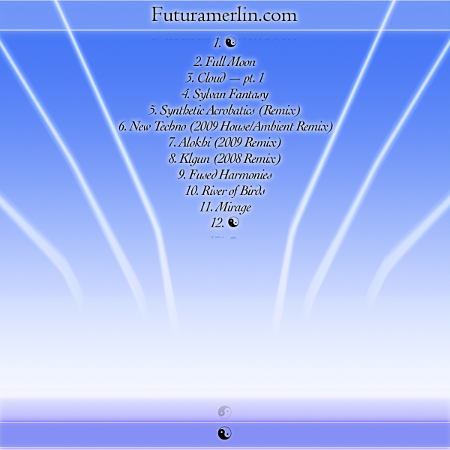 Futuramerlin.com
1. ☯
2. Full Moon
3. Cloud — pt. 1
4. Sylvan Fantasy
5. Synthetic Acrobatics (Remix)
6. New Techno (2009 House/Ambient Remix)
7. Alokhi (2009 Remix)
8. Klgun (2008 Remix)
9. Fused Harmonies
10. River of Birds
11. Mirage
12. ☯